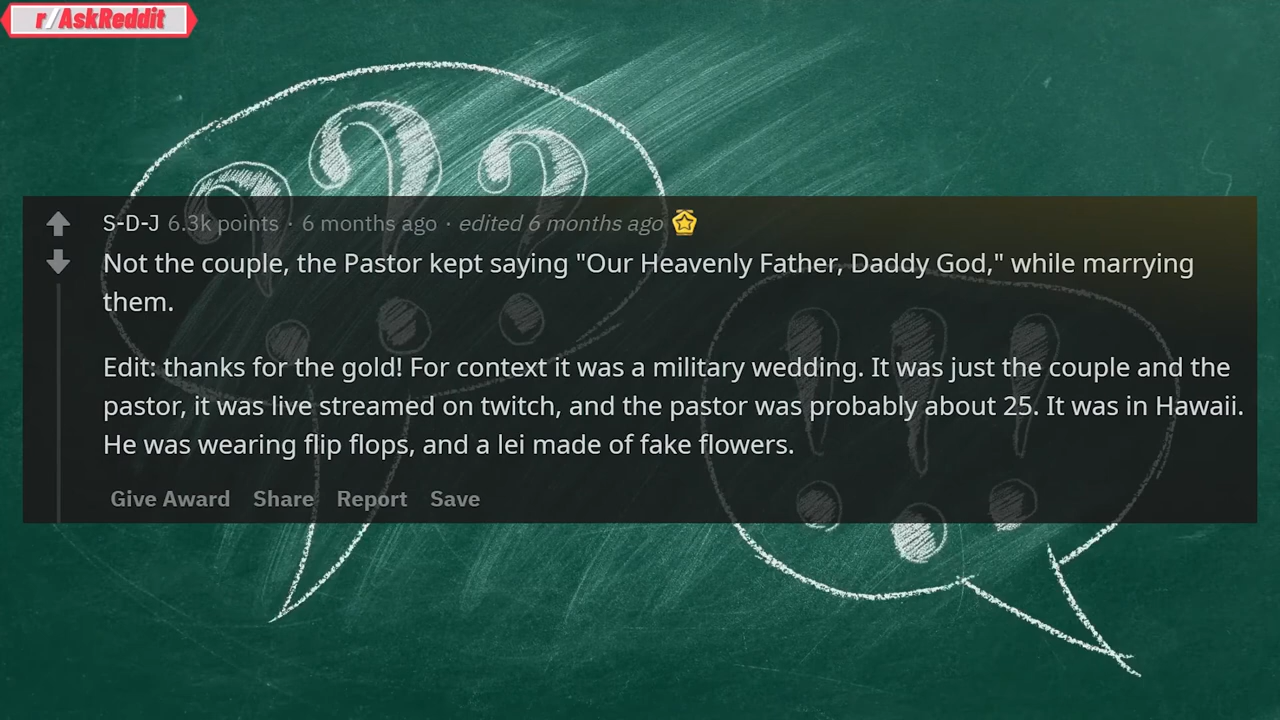 r/AskReddit
S-D-J 6.3k points · 6 months ago · edited 6 months ago
Not the couple, the Pastor kept saying "Our Heavenly Father, Daddy God," while marrying
them.
Edit: thanks for the gold! For context it was a military wedding. It was just the couple and the
pastor, it was live streamed on twitch, and the pastor was probably about 25. It was in Hawaii.
He was wearing flip flops, and a lei made of fake flowers.
Give Award Share Report Save
???
!!!